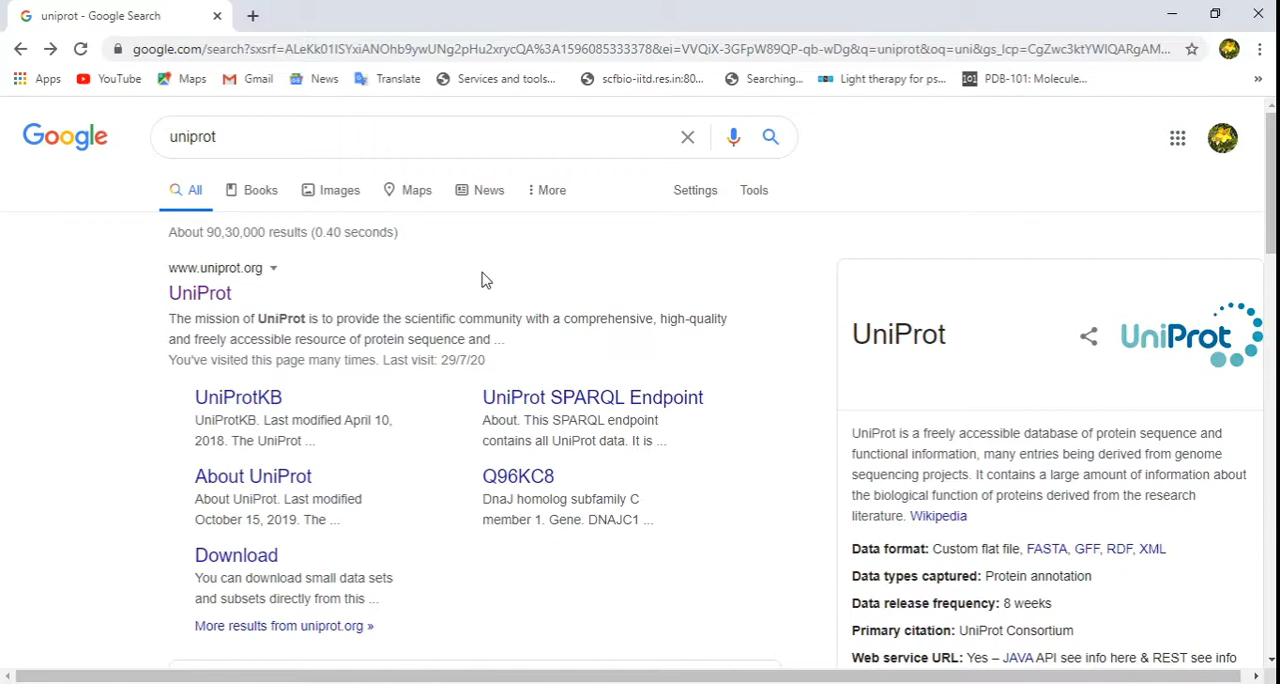 uniprot - Google Search
google.com/search?sxsrf=ALeKk01ISYxiANOhb9ywUNg2pHu2xrycQA%3A1596085333378&ei=VVQiX-3GFpW89QP-qb-wDg&q=uniprot&oq=uni&gs_lcp=CgZwc3ktYWIQARgAM...
Apps YouTube Maps Gmail News Translate Services and tools... scfbio-iitd.res.in:80... Searching... Light therapy for ps... PDB-101: Molecule... »
Google
uniprot
All Books Images Maps News More Settings Tools
About 90,30,000 results (0.40 seconds)
www.uniprot.org
UniProt
The mission of UniProt is to provide the scientific community with a comprehensive, high-quality
and freely accessible resource of protein sequence and ...
You've visited this page many times. Last visit: 29/7/20
UniProtKB
UniProtKB. Last modified April 10,
2018. The UniProt ...
UniProt SPARQL Endpoint
About. This SPARQL endpoint
contains all UniProt data. It is ...
About UniProt
About UniProt. Last modified
October 15, 2019. The ...
Q96KC8
DnaJ homolog subfamily C
member 1. Gene. DNAJC1 ...
Download
You can download small data sets
and subsets directly from this ...
More results from uniprot.org »
UniProt
UniProt
UniProt is a freely accessible database of protein sequence and
functional information, many entries being derived from genome
sequencing projects. It contains a large amount of information about
the biological function of proteins derived from the research
literature. Wikipedia
Data format: Custom flat file, FASTA, GFF, RDF, XML
Data types captured: Protein annotation
Data release frequency: 8 weeks
Primary citation: UniProt Consortium
Web service URL: Yes – JAVA API see info here & REST see info